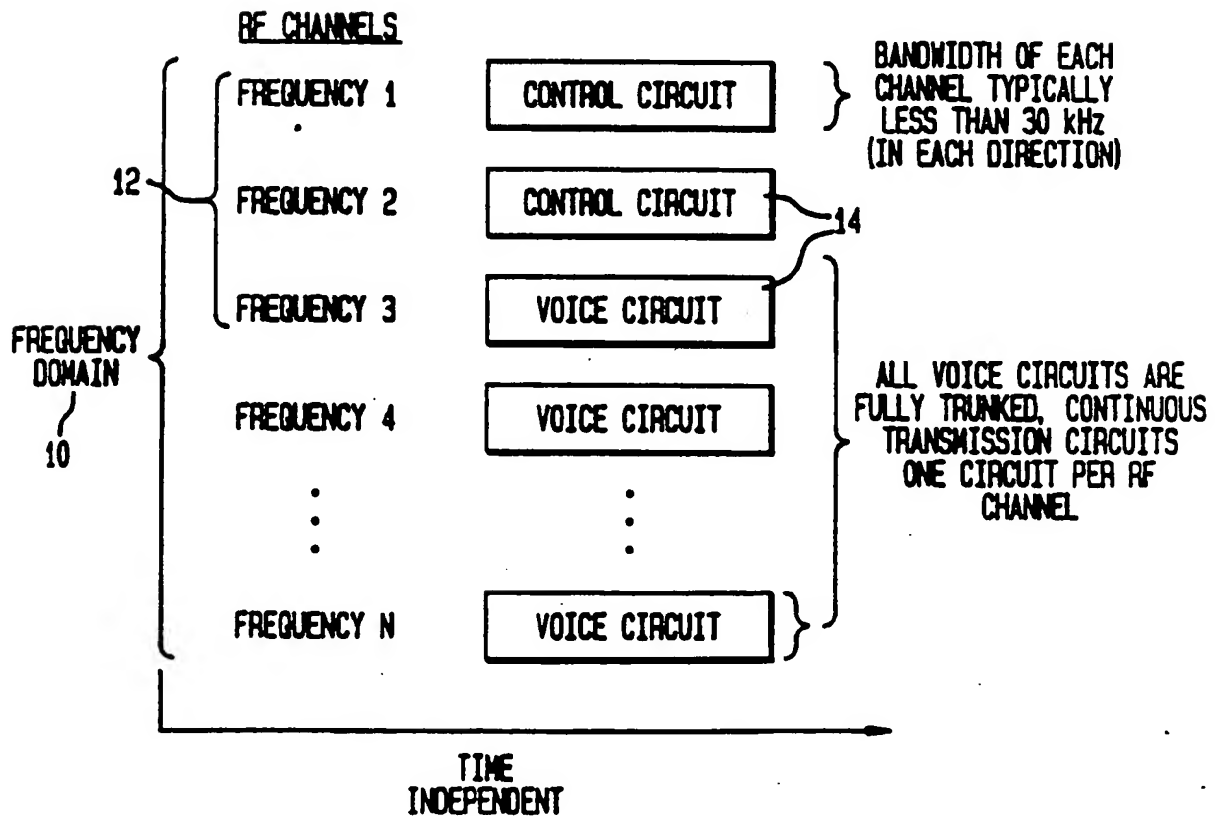 RF CHANNELS
FREQUENCY 1
CONTROL CIRCUIT
BANDWIDTH OF EACH
CHANNEL TYPICALLY
LESS THAN 30 kHz
(IN EACH DIRECTION)
12
FREQUENCY 2
CONTROL CIRCUIT
14
FREQUENCY 3
VOICE CIRCUIT
FREQUENCY
DOMAIN
10
FREQUENCY 4
VOICE CIRCUIT
ALL VOICE CIRCUITS ARE
FULLY TRUNKED, CONTINUOUS
TRANSMISSION CIRCUITS
ONE CIRCUIT PER RF
CHANNEL
FREQUENCY N
VOICE CIRCUIT
TIME
INDEPENDENT